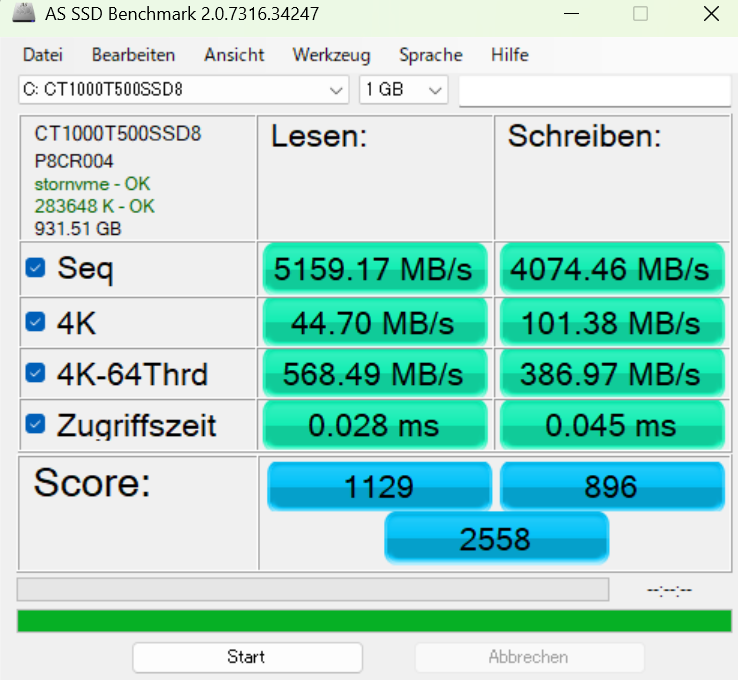 AS SSD Benchmark 2.0.7316.34247
Datei Bearbeiten Ansicht Werkzeug Sprache Hilfe
C: CT1000T500SSD8 1 GB
CT1000T500SSD8 Lesen: Schreiben:
P8CR004
stornvme - OK
283648 K - OK
931.51 GB
Seq 5159.17 MB/s 4074.46 MB/s
4K 44.70 MB/s 101.38 MB/s
4K-64Thrd 568.49 MB/s 386.97 MB/s
Zugriffszeit 0.028 ms 0.045 ms
Score: 1129 896
2558
--:--:--
Start Abbrechen